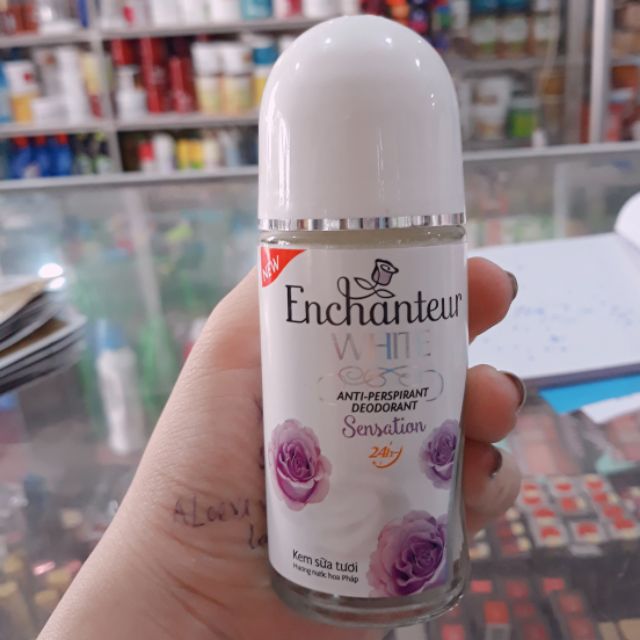 NEW
Enchanteur
WHITE
ANTI-PERSPIRANT
DEODORANT
Sensation
24h
Kem sữa tươi
Hương nước hoa Pháp